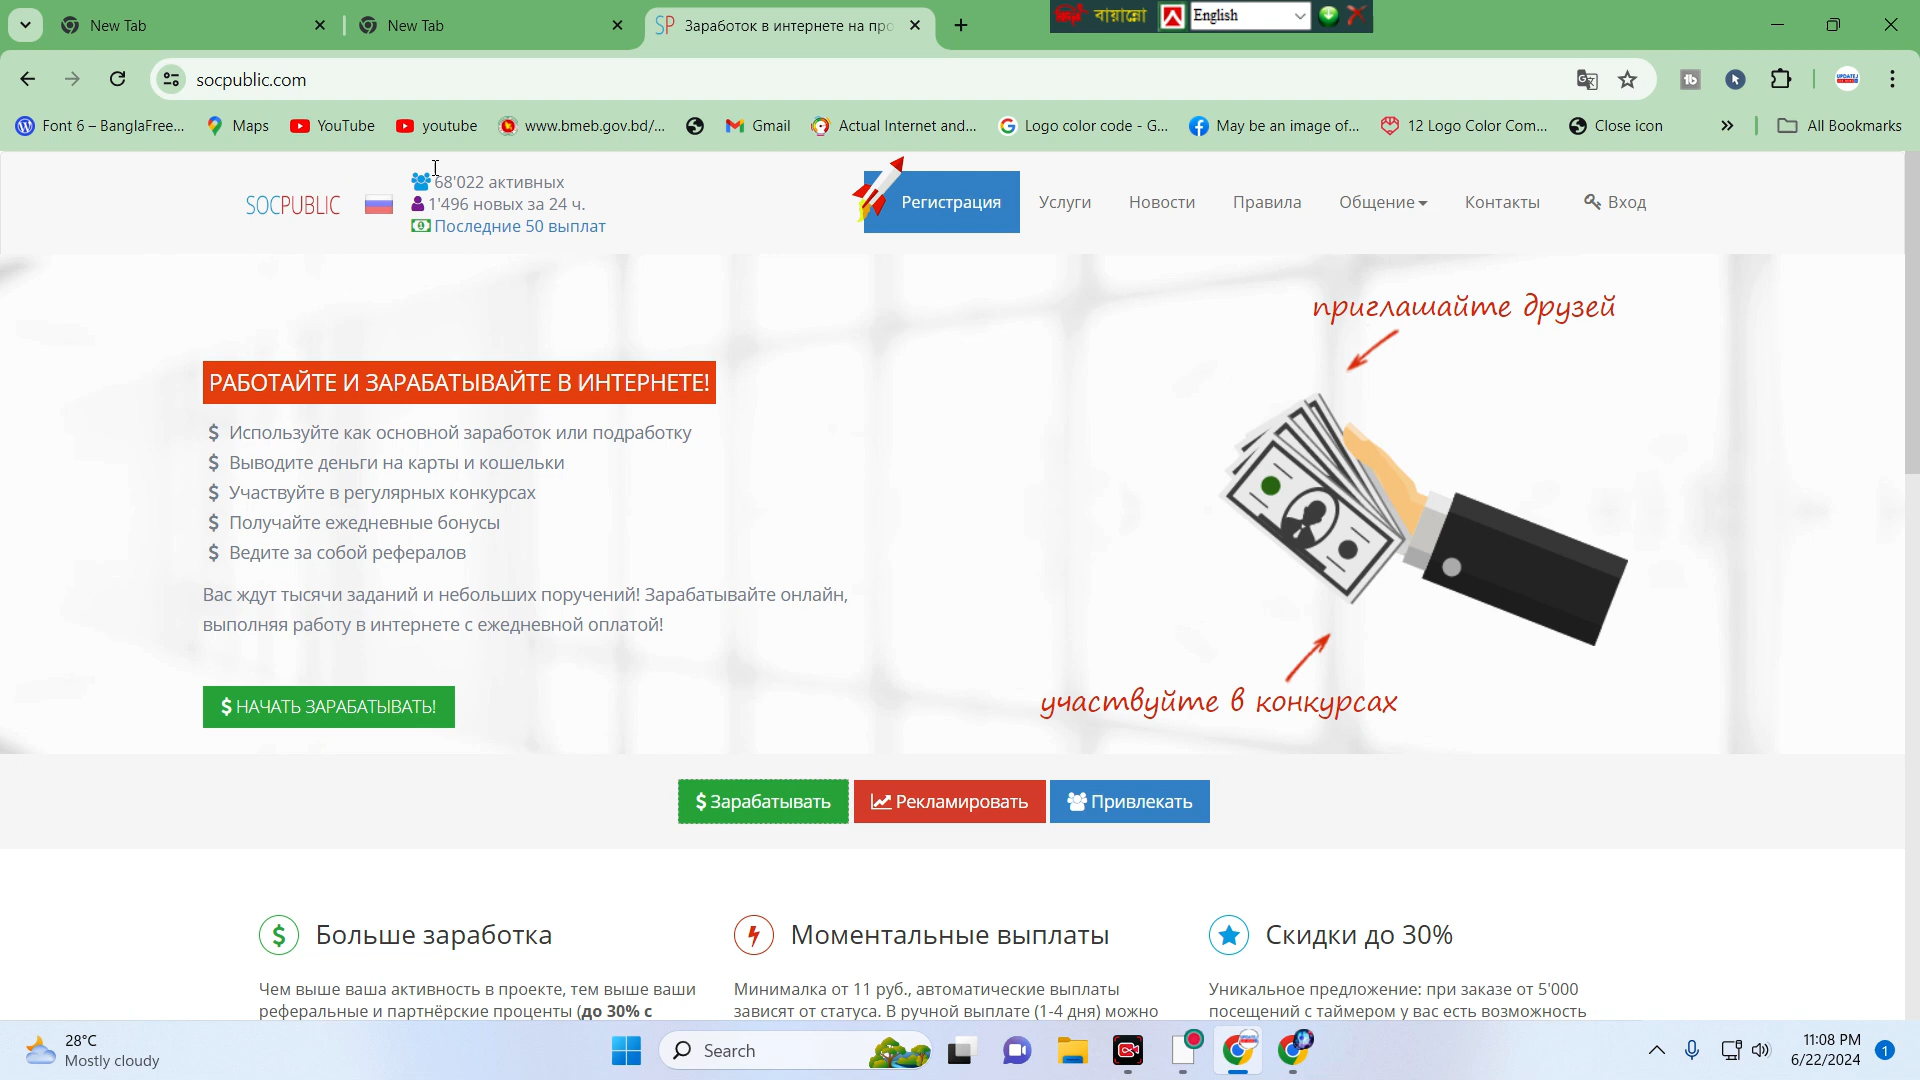 New Tab
New Tab
SP Заработок в интернете на про
বায়ান্নো
English
socpublic.com
Font 6 – BanglaFree...
Maps
YouTube
youtube
www.bmeb.gov.bd/...
Gmail
Actual Internet and...
Logo color code - G...
May be an image of...
12 Logo Color Com...
Close icon
»
All Bookmarks
SOCPUBLIC
68'022 активных
1'496 новых за 24 ч.
Последние 50 выплат
Регистрация
Услуги
Новости
Правила
Общение
Контакты
Вход
приглашайте друзей
РАБОТАЙТЕ И ЗАРАБАТЫВАЙТЕ В ИНТЕРНЕТЕ!
$ Используйте как основной заработок или подработку
$ Выводите деньги на карты и кошельки
$ Участвуйте в регулярных конкурсах
$ Получайте ежедневные бонусы
$ Ведите за собой рефералов
Вас ждут тысячи заданий и небольших поручений! Зарабатывайте онлайн,
выполняя работу в интернете с ежедневной оплатой!
участвуйте в конкурсах
$ НАЧАТЬ ЗАРАБАТЫВАТЬ!
$ Зарабатывать
Рекламировать
Привлекать
$ Больше заработка
Чем выше ваша активность в проекте, тем выше ваши
реферальные и партнёрские проценты (до 30% с
Моментальные выплаты
Минималка от 11 руб., автоматические выплаты
зависят от статуса. В ручной выплате (1-4 дня) можно
Скидки до 30%
Уникальное предложение: при заказе от 5'000
посещений с таймером у вас есть возможность
28°C
Mostly cloudy
Search
11:08 PM
6/22/2024
1